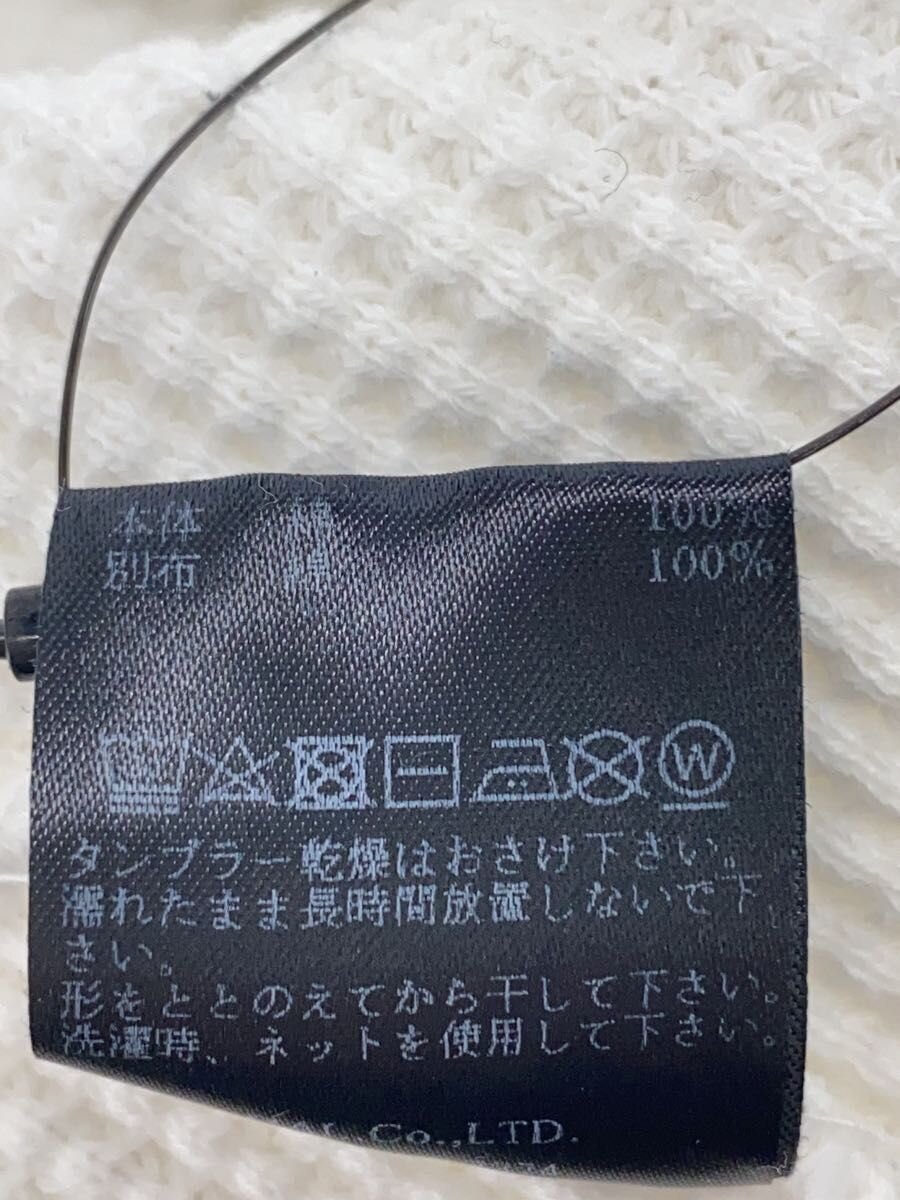 本体 綿 100%
別布 綿 100%
W
タンブラー乾燥はおさけ下さい。
濡れたまま長時間放置しないで下
さい。
形をととのえてから干して下さい。
洗濯時、ネットを使用して下さい。
Co.,LTD.